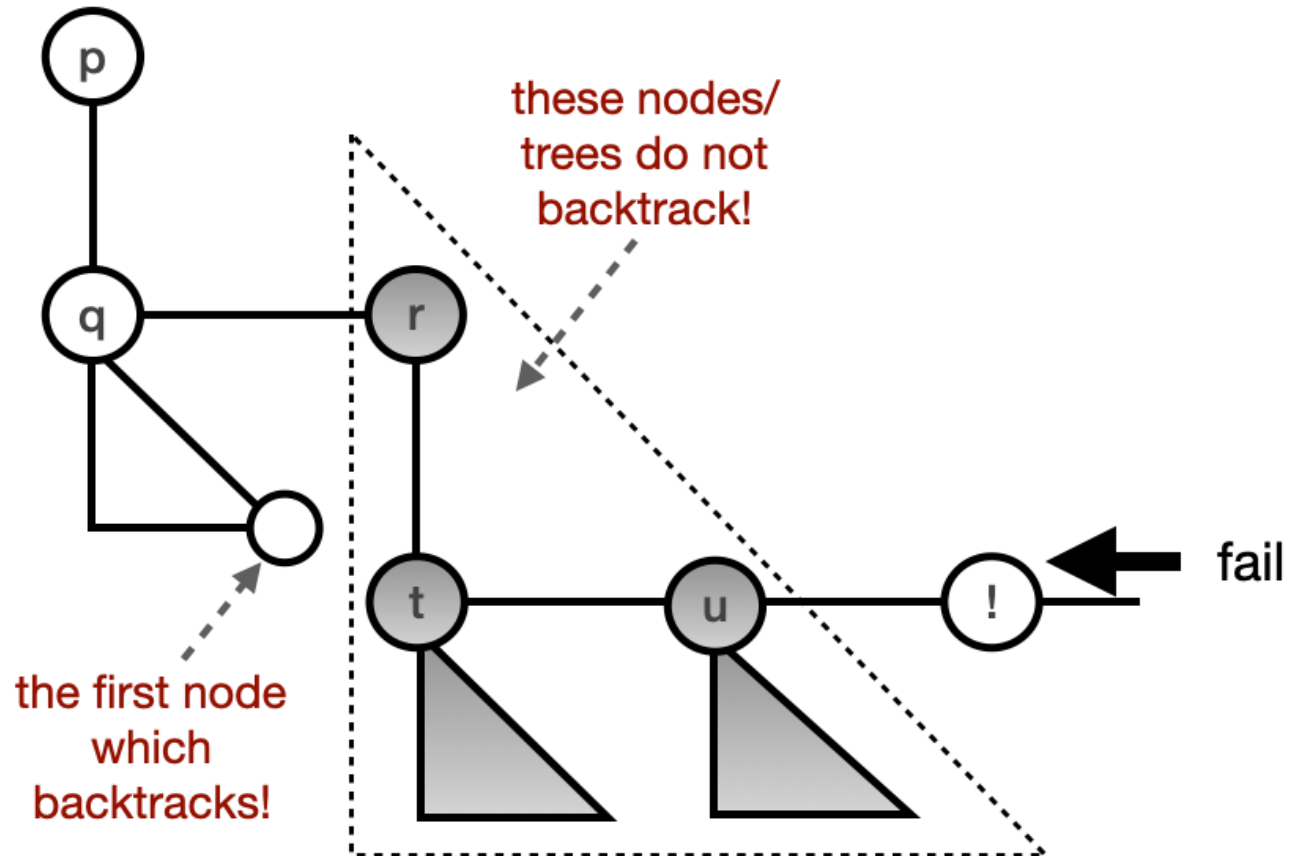 p
these nodes/
trees do not
backtrack!
q
r
t
u
!
fail
the first node
which
backtracks!